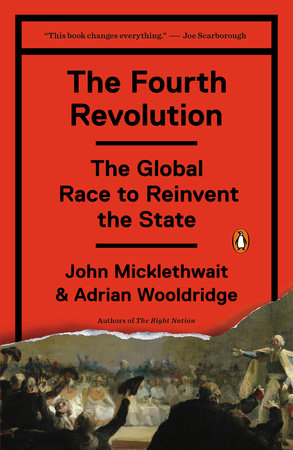 “This book changes everything.” — Joe Scarborough
The Fourth
Revolution
The Global
Race to Reinvent
the State
John Micklethwait
& Adrian Wooldridge
Authors of The Right Nation